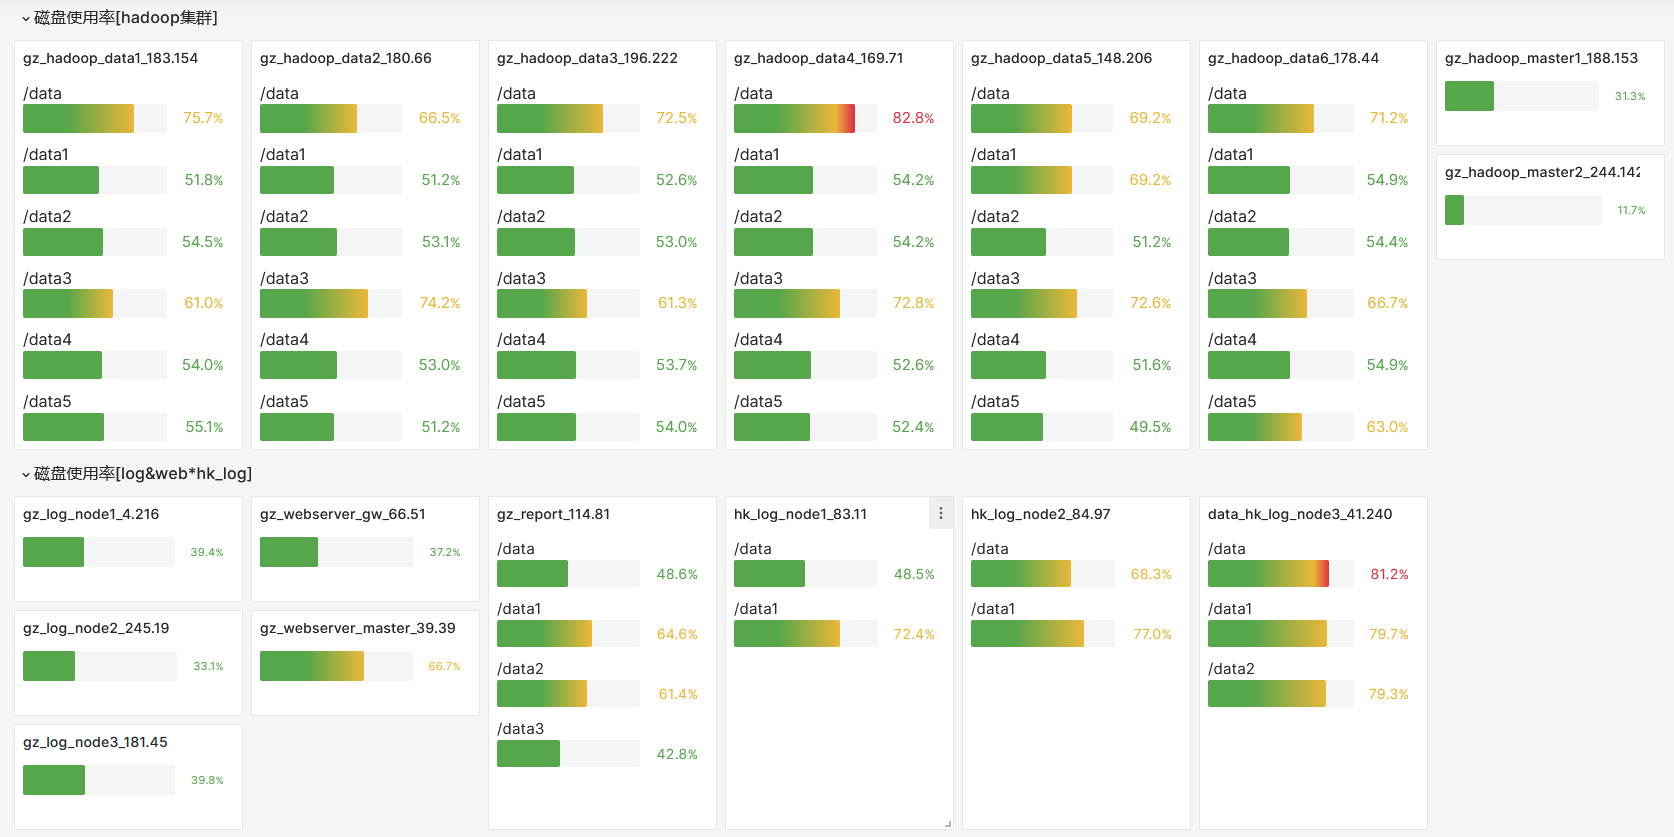 磁盘使用率[hadoop集群]
gz_hadoop_data1_183.154
/data
75.7%
/data1
51.8%
/data2
54.5%
/data3
61.0%
/data4
54.0%
/data5
55.1%
gz_hadoop_data2_180.66
/data
66.5%
/data1
51.2%
/data2
53.1%
/data3
74.2%
/data4
53.0%
/data5
51.2%
gz_hadoop_data3_196.222
/data
72.5%
/data1
52.6%
/data2
53.0%
/data3
61.3%
/data4
53.7%
/data5
54.0%
gz_hadoop_data4_169.71
/data
82.8%
/data1
54.2%
/data2
54.2%
/data3
72.8%
/data4
52.6%
/data5
52.4%
gz_hadoop_data5_148.206
/data
69.2%
/data1
69.2%
/data2
51.2%
/data3
72.6%
/data4
51.6%
/data5
49.5%
gz_hadoop_data6_178.44
/data
71.2%
/data1
54.9%
/data2
54.4%
/data3
66.7%
/data4
54.9%
/data5
63.0%
gz_hadoop_master1_188.153
31.3%
gz_hadoop_master2_244.142
11.7%
磁盘使用率[log&web*hk_log]
gz_log_node1_4.216
39.4%
gz_log_node2_245.19
33.1%
gz_log_node3_181.45
39.8%
gz_webserver_gw_66.51
37.2%
gz_webserver_master_39.39
66.7%
gz_report_114.81
/data
48.6%
/data1
64.6%
/data2
61.4%
/data3
42.8%
hk_log_node1_83.11
/data
48.5%
/data1
72.4%
hk_log_node2_84.97
/data
68.3%
/data1
77.0%
data_hk_log_node3_41.240
/data
81.2%
/data1
79.7%
/data2
79.3%